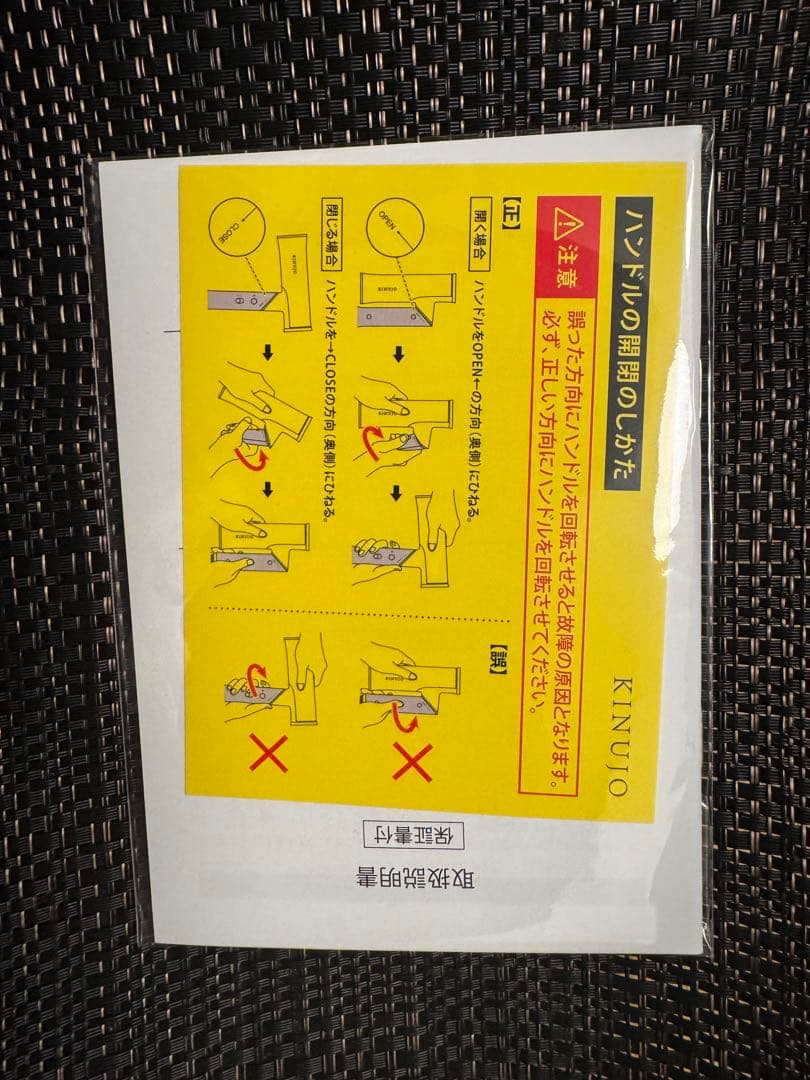 ハンドルの開閉のしかた
KINUJO
注意
誤った方向にハンドルを回転させると故障の原因となります。
必ず、正しい方向にハンドルを回転させてください。
【正】
【誤】
開く場合 ハンドルをOPEN←の方向(奥側)にひねる。
OPEN
KINUJO
KINUJO
KINUJO
閉じる場合 ハンドルを→CLOSEの方向(奥側)にひねる。
CLOSE
KINUJO
KINUJO
保証書付
取扱説明書